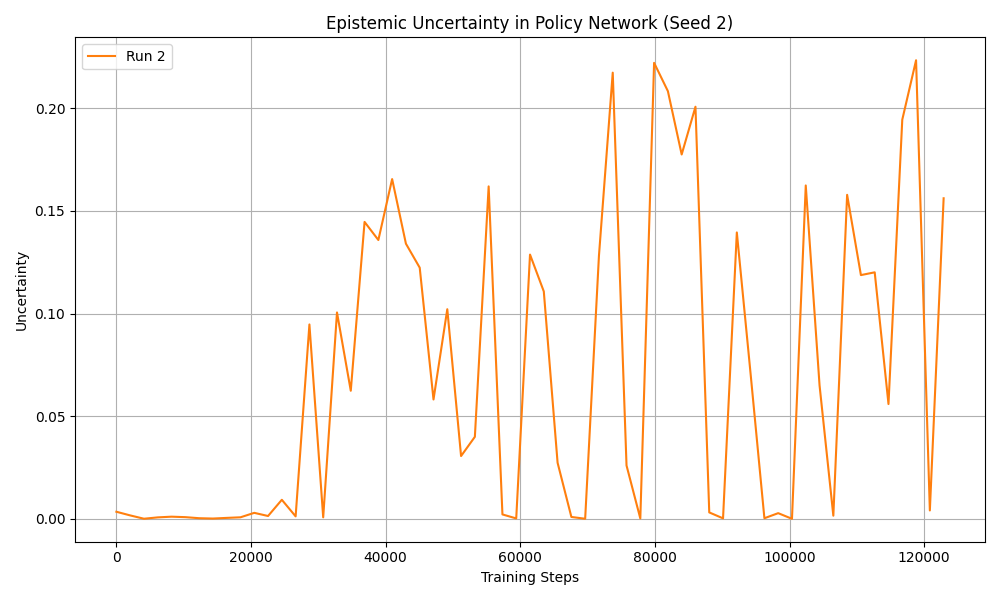 Epistemic Uncertainty in Policy Network (Seed 2)
Run 2
Uncertainty
0.20
0.15
0.10
0.05
0.00
0 20000 40000 60000 80000 100000 120000
Training Steps